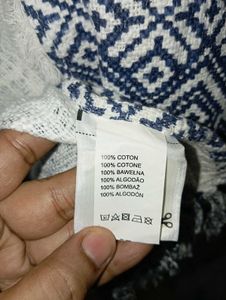 100% COTON
100% COTONE
100% BAWEŁNA
100% ALGODÃO
100% BOMBAŽ
100% ALGODÓN